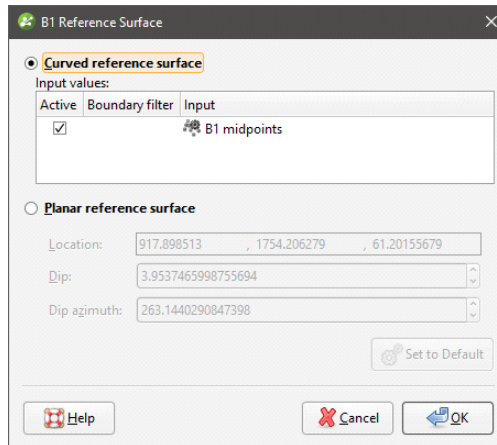 B1 Reference Surface
Curved reference surface
Input values:
Active Boundary filter Input
B1 midpoints
Planar reference surface
Location: 917.898513 , 1754.206279 , 61.20155679
Dip: 3.9537465998755694
Dip azimuth: 263.1440290847398
Set to Default
Help Cancel OK